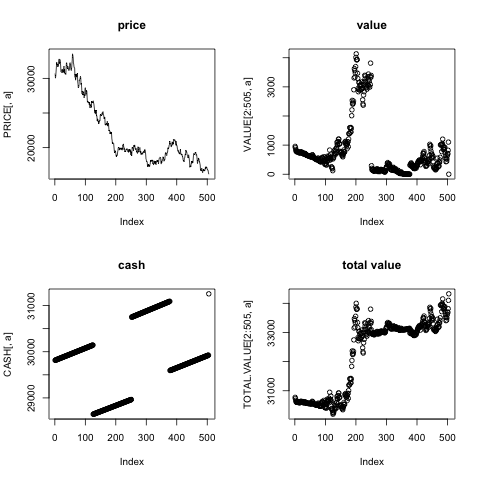 price
PRICE[, a]
20000
30000
0
100
200
300
400
500
Index
value
VALUE[2:505, a]
0
1000
3000
0
100
200
300
400
500
Index
cash
CASH[, a]
29000
30000
31000
0
100
200
300
400
500
Index
total value
TOTAL.VALUE[2:505, a]
31000
33000
0
100
200
300
400
500
Index